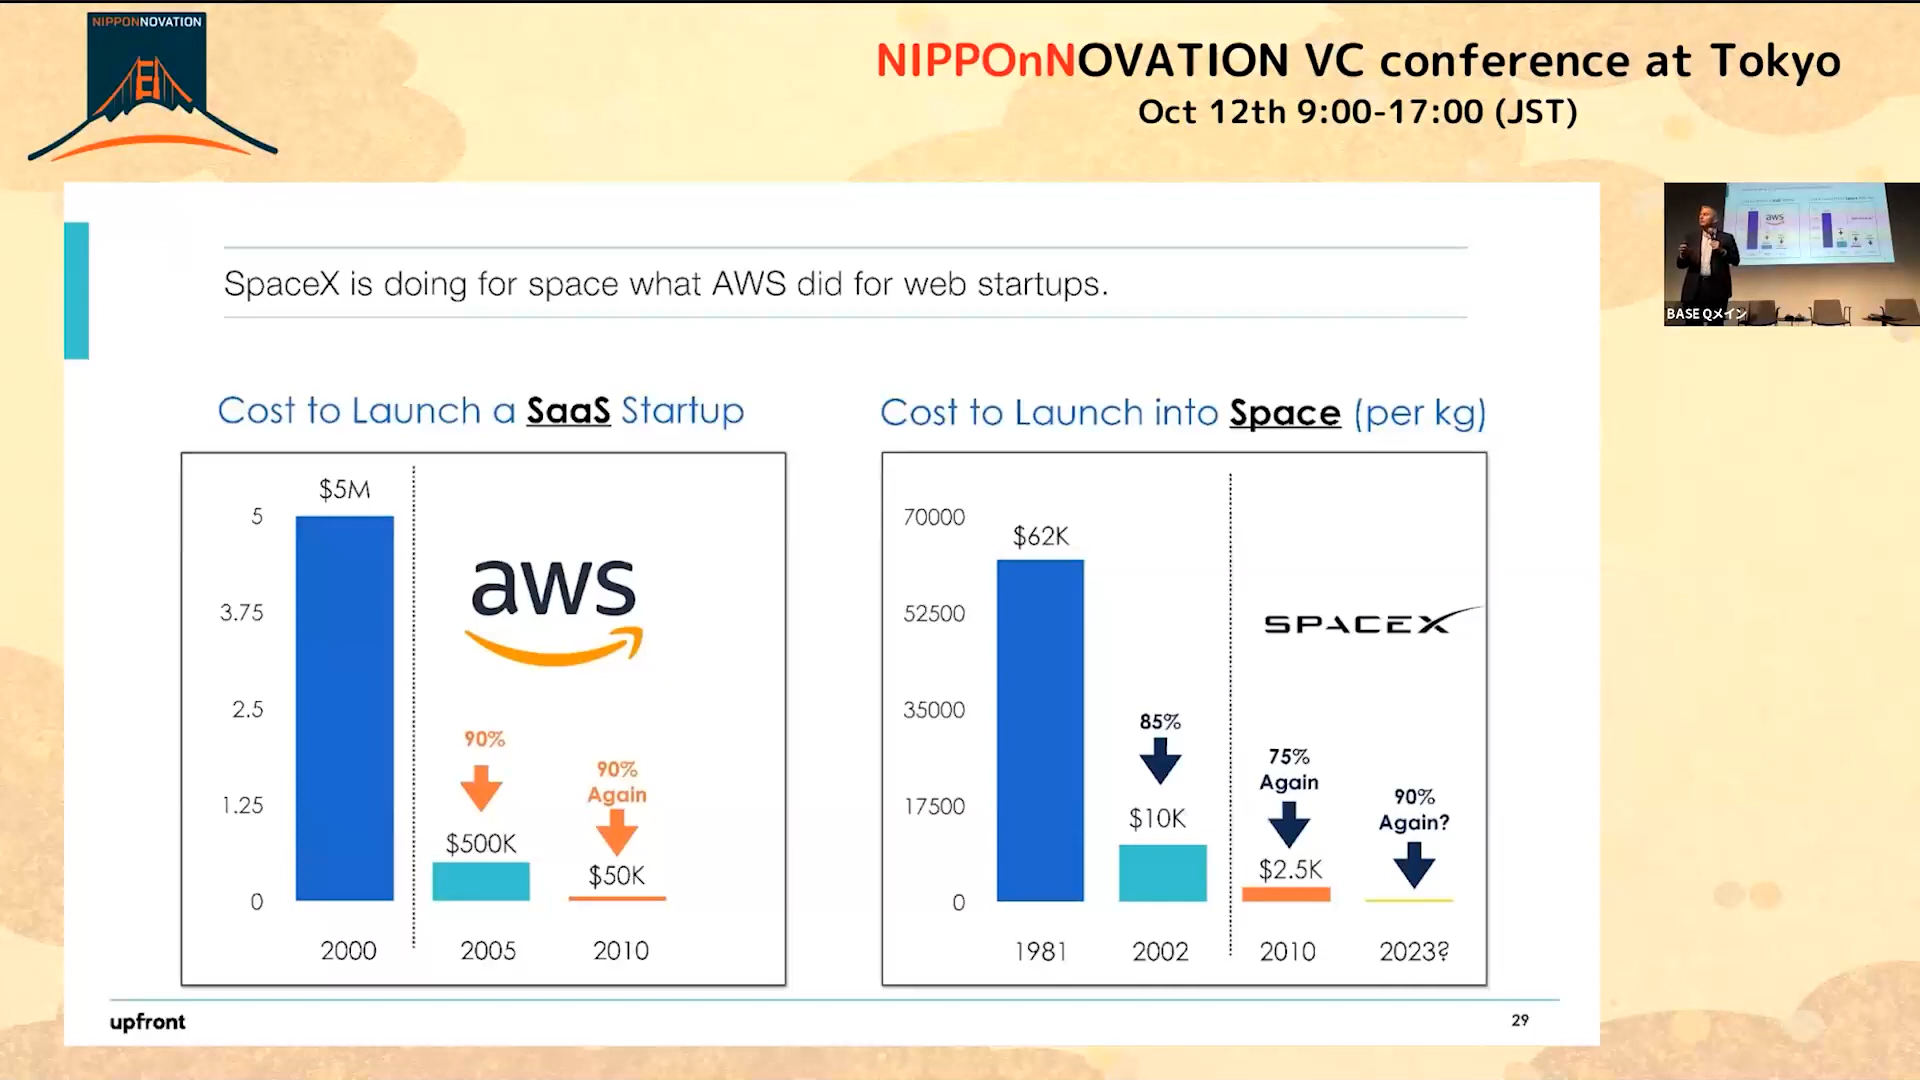 NIPPONNOVATION
NIPPOnNOVATION VC conference at Tokyo
Oct 12th 9:00-17:00 (JST)
SpaceX is doing for space what AWS did for web startups.
Cost to Launch a SaaS Startup
$5M
5
3.75
2.5
1.25
0
aws
90%
$500K
90%
Again
$50K
2000
2005
2010
Cost to Launch into Space (per kg)
70000
52500
35000
17500
0
$62K
SPACEX
85%
$10K
75%
Again
$2.5K
90%
Again?
1981
2002
2010
2023?
upfront
29
aws
BASE Qメイン